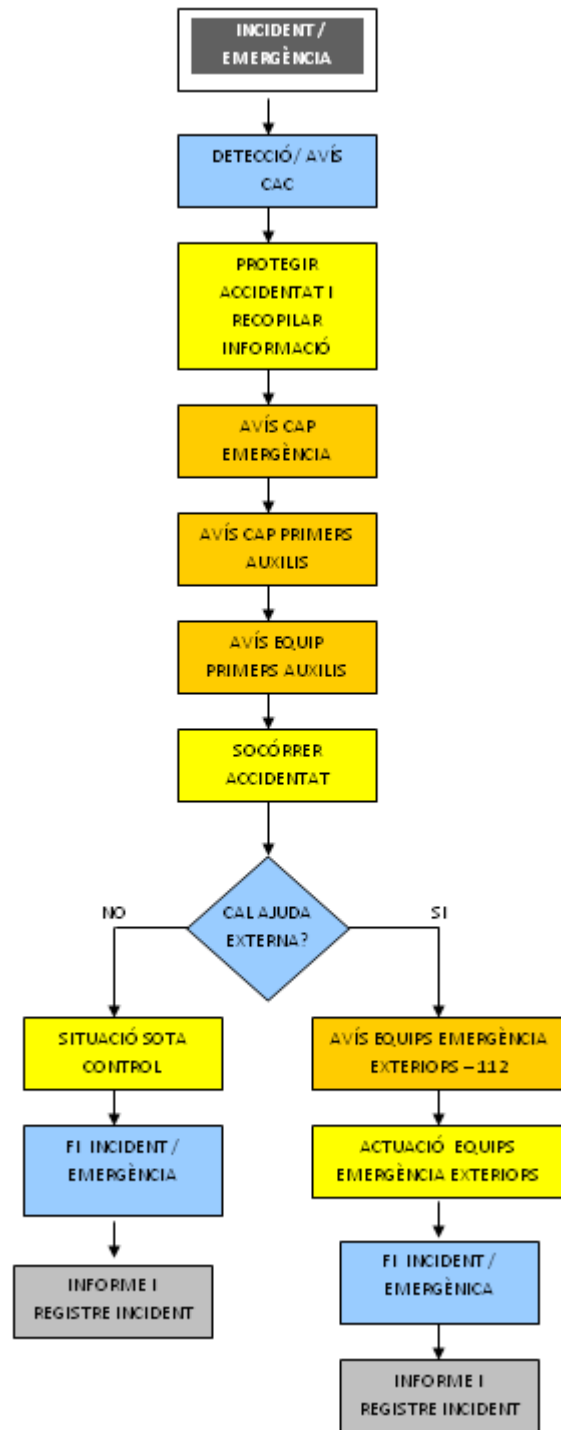 INCIDENT /
EMERGÈNCIA
DETECCIÓ / AVÍS
CAC
PROTEGIR
ACCIDENTAT I
RECOPILAR
INFORMACIÓ
AVÍS CAP
EMERGÈNCIA
AVÍS CAP PRIMERS
AUXILIS
AVÍS EQUIP
PRIMERS AUXILIS
SOCÓRRER
ACCIDENTAT
CAL AJUDA
EXTERNA?
NO
SI
SITUACIÓ SOTA
CONTROL
FI INCIDENT /
EMERGÈNCIA
INFORME I
REGISTRE INCIDENT
AVÍS EQUIPS EMERGÈNCIA
EXTERIORS – 112
ACTUACIÓ EQUIPS
EMERGÈNCIA EXTERIORS
FI INCIDENT /
EMERGÈNICA
INFORME I
REGISTRE INCIDENT